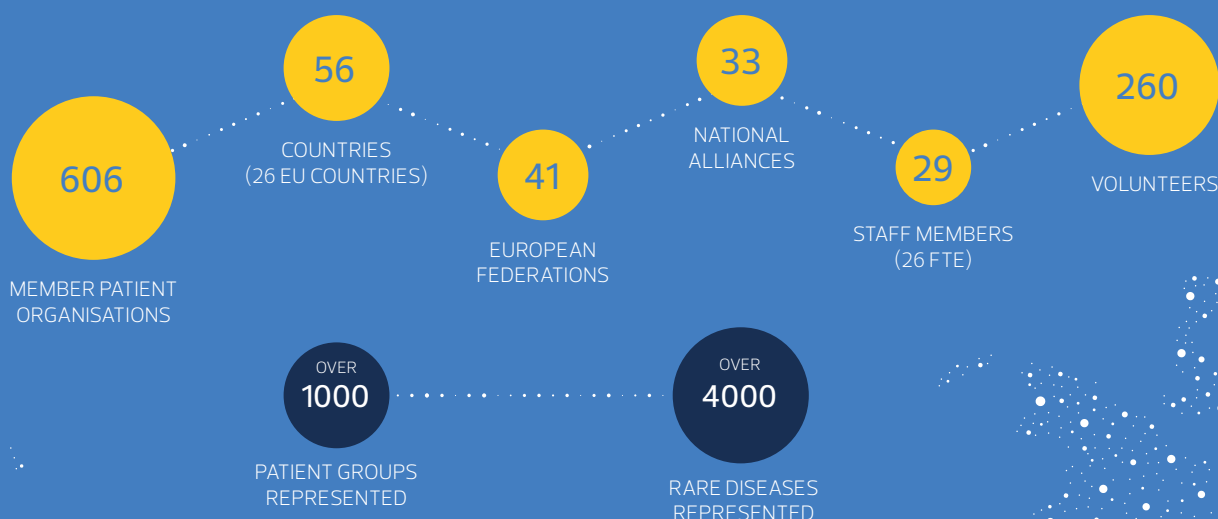 606
MEMBER PATIENT
ORGANISATIONS
56
COUNTRIES
(26 EU COUNTRIES)
41
EUROPEAN
FEDERATIONS
33
NATIONAL
ALLIANCES
29
STAFF MEMBERS
(26 FTE)
260
VOLUNTEERS
OVER
1000
PATIENT GROUPS
REPRESENTED
OVER
4000
RARE DISEASES
REPRESENTED